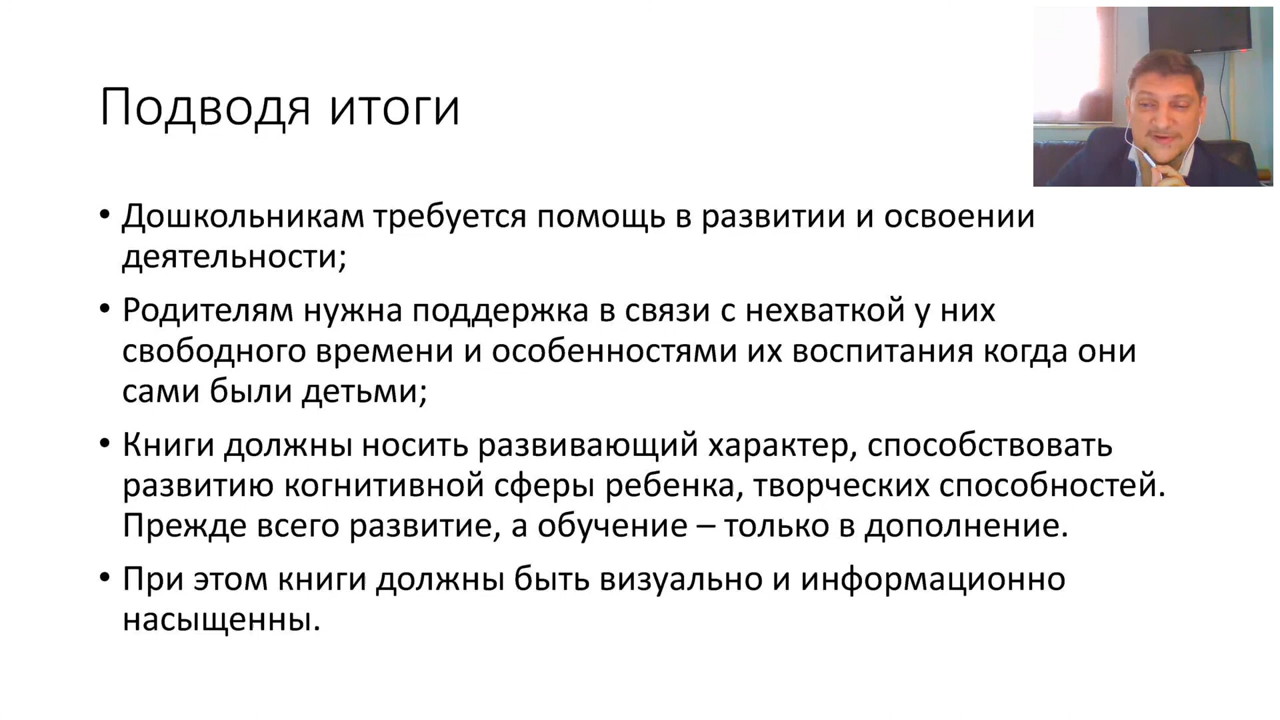 Подводя итоги
• Дошкольникам требуется помощь в развитии и освоении
деятельности;
• Родителям нужна поддержка в связи с нехваткой у них
свободного времени и особенностями их воспитания когда они
сами были детьми;
• Книги должны носить развивающий характер, способствовать
развитию когнитивной сферы ребенка, творческих способностей.
Прежде всего развитие, а обучение – только в дополнение.
• При этом книги должны быть визуально и информационно
насыщенны.